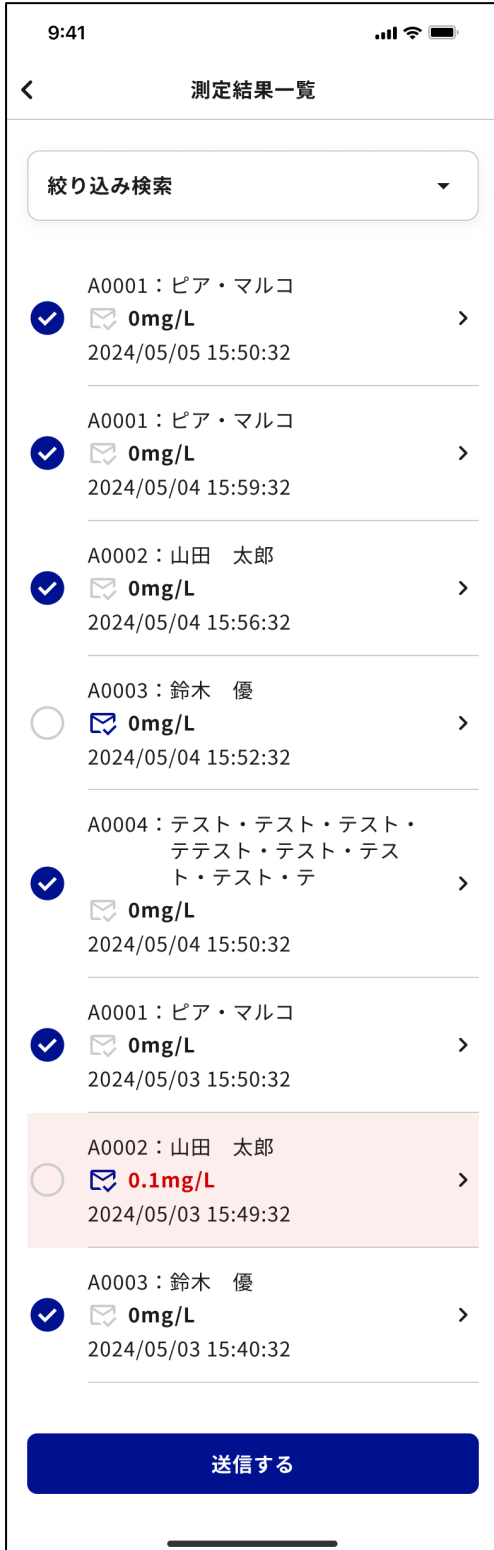 9:41
測定結果一覧
絞り込み検索
A0001：ピア・マルコ
0mg/L
2024/05/05 15:50:32
A0001：ピア・マルコ
0mg/L
2024/05/04 15:59:32
A0002：山田　太郎
0mg/L
2024/05/04 15:56:32
A0003：鈴木　優
0mg/L
2024/05/04 15:52:32
A0004：テスト・テスト・テスト・
テテスト・テスト・テス
ト・テスト・テ
0mg/L
2024/05/04 15:50:32
A0001：ピア・マルコ
0mg/L
2024/05/03 15:50:32
A0002：山田　太郎
0.1mg/L
2024/05/03 15:49:32
A0003：鈴木　優
0mg/L
2024/05/03 15:40:32
送信する